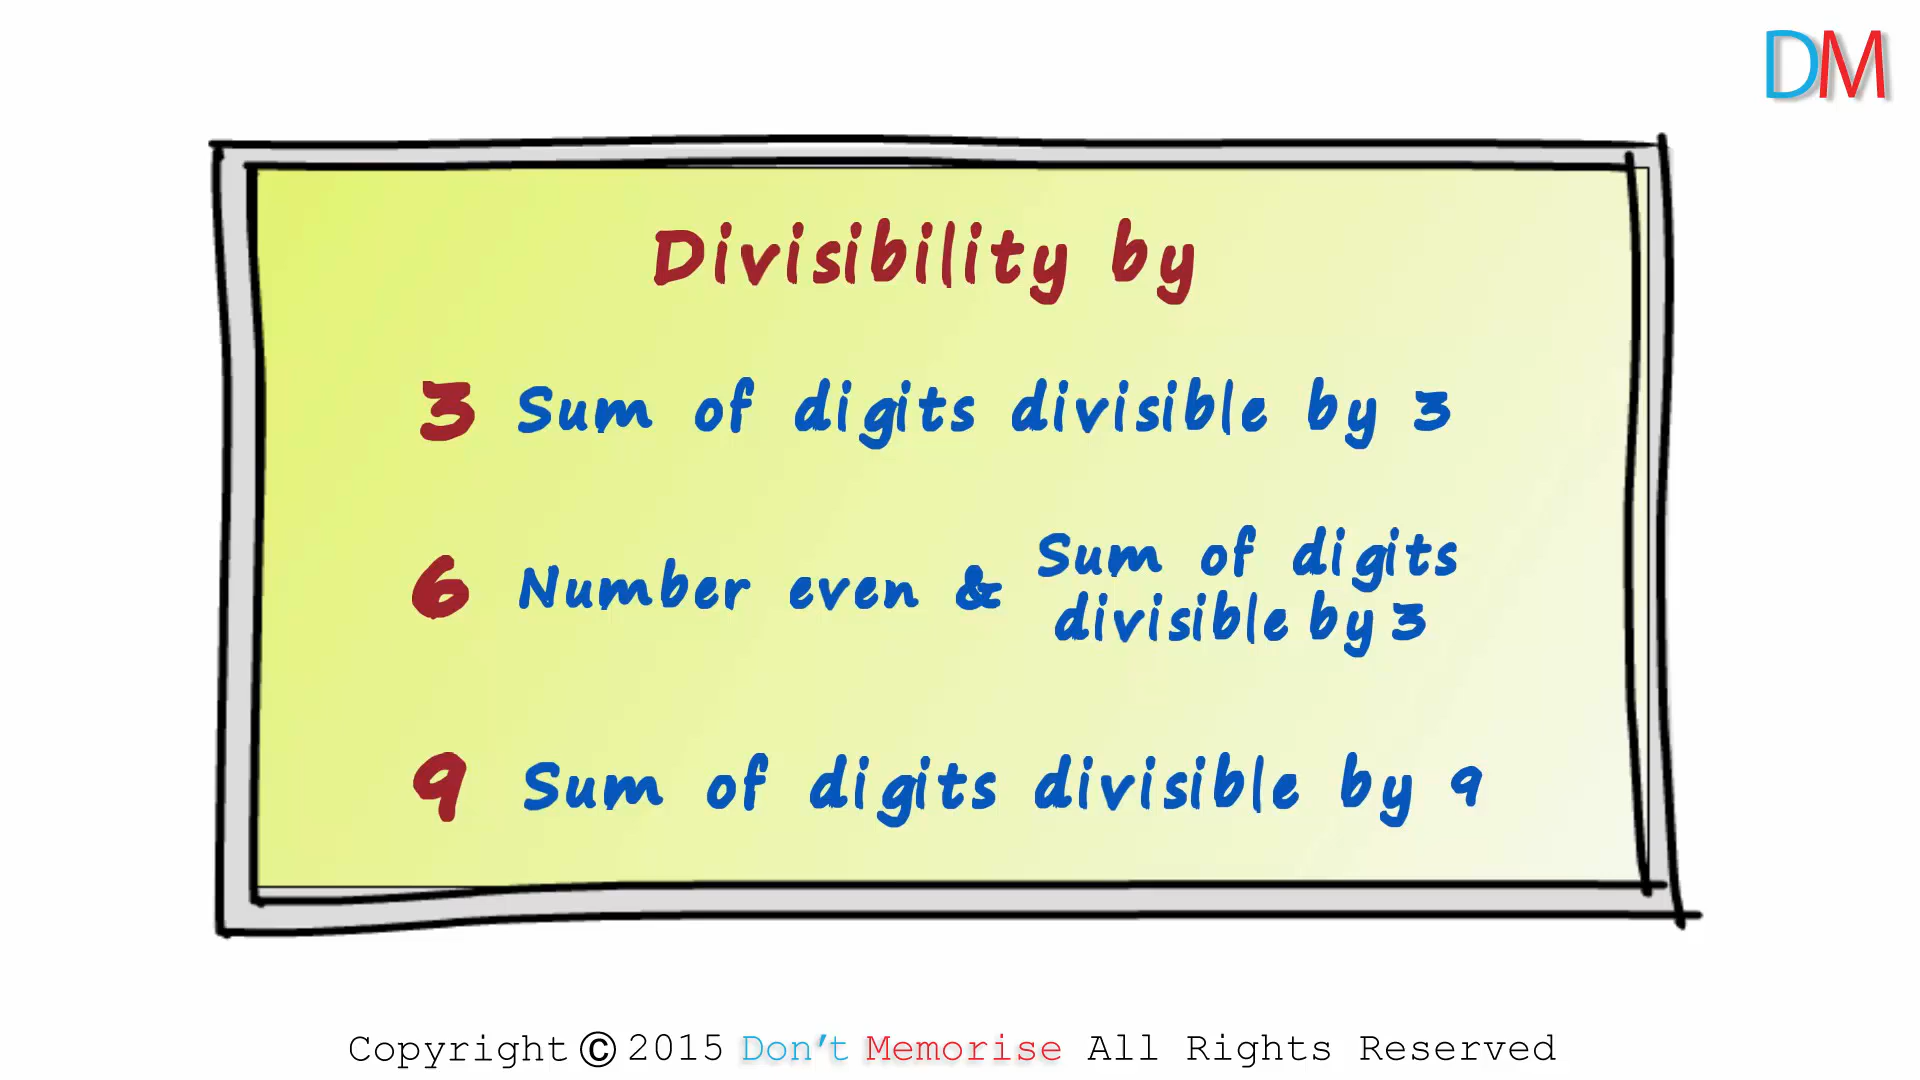 DM
Divisibility by
3 Sum of digits divisible by 3
6 Number even & Sum of digits
divisible by 3
9 Sum of digits divisible by 9
Copyright © 2015 Don't Memorise All Rights Reserved